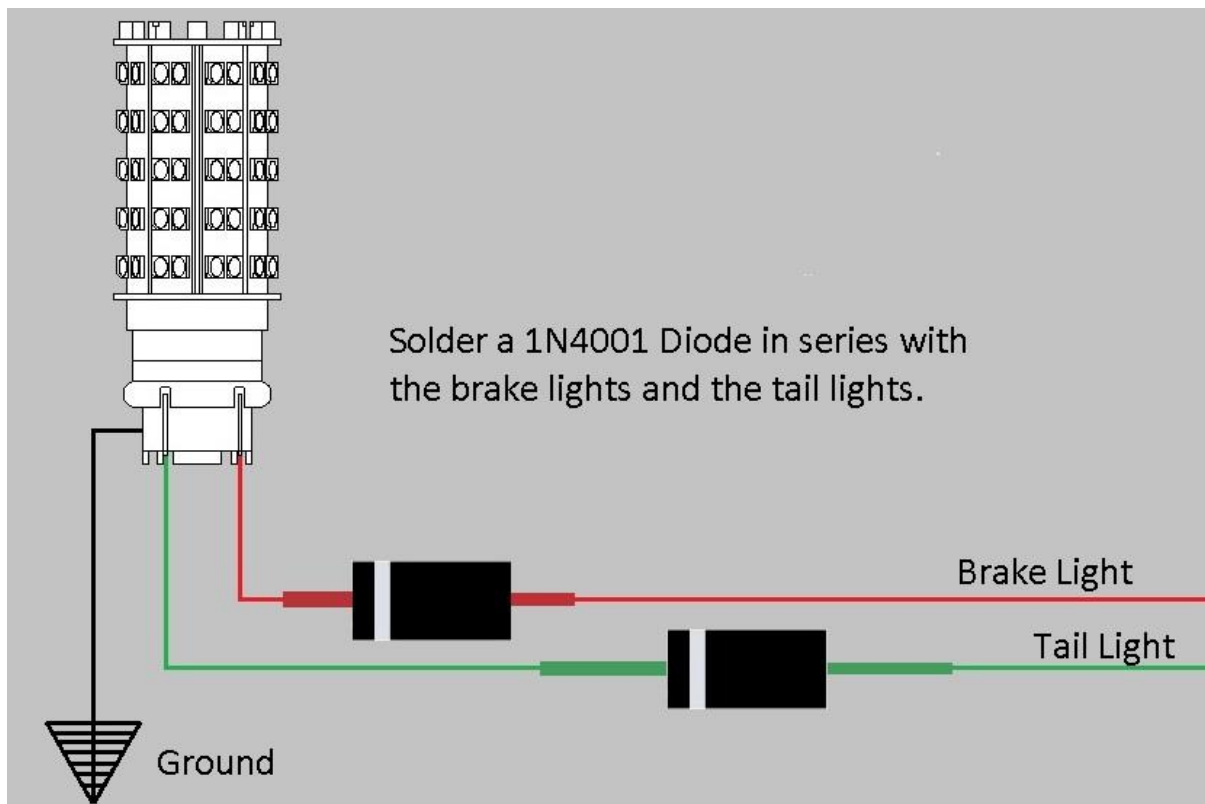 Solder a 1N4001 Diode in series with
the brake lights and the tail lights.
Brake Light
Tail Light
Ground